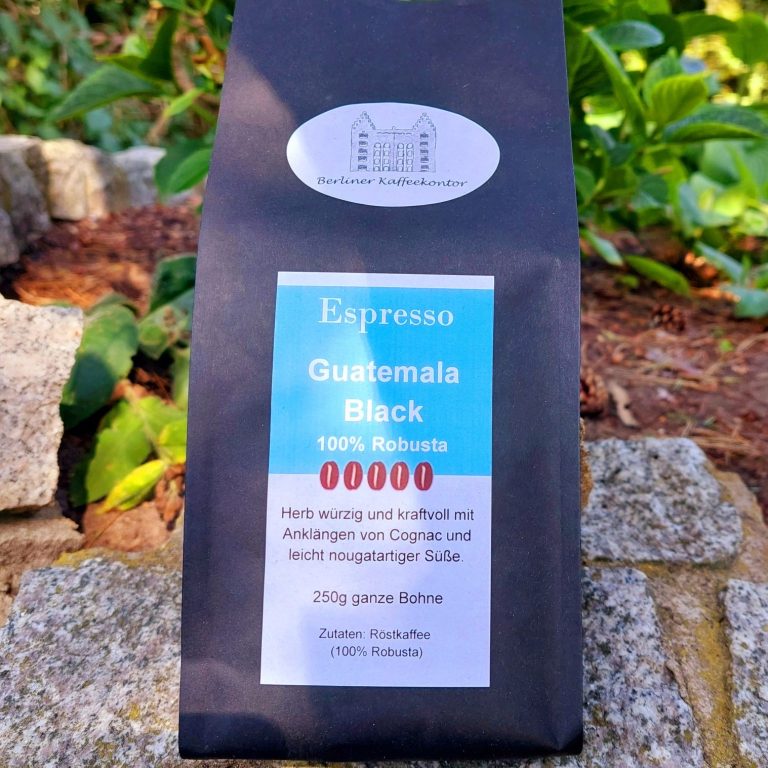 Berliner Kaffeekontor
Espresso
Guatemala
Black
100% Robusta
Herb würzig und kraftvoll mit
Anklängen von Cognac und
leicht nougatartiger Süße.
250g ganze Bohne
Zutaten: Röstkaffee
(100% Robusta)